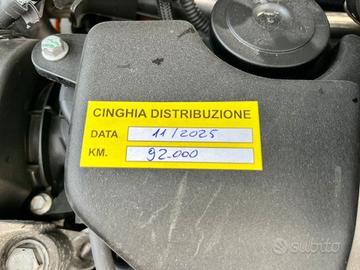 CINGHIA DISTRIBUZIONE
DATA 11/2025
KM. 92.000
subito